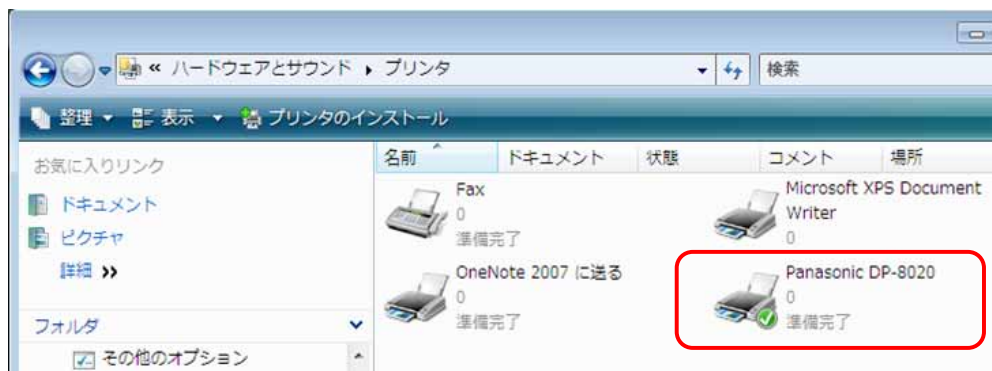 « ハードウェアとサウンド ▸ プリンタ
検索
整理 ▼ 表示 ▼ プリンタのインストール
お気に入りリンク
ドキュメント
ピクチャ
詳細 »
フォルダ
その他のオプション
名前 ドキュメント 状態 コメント 場所
Fax
0
準備完了
Microsoft XPS Document
Writer
0
OneNote 2007 に送る
0
準備完了
Panasonic DP-8020
0
準備完了